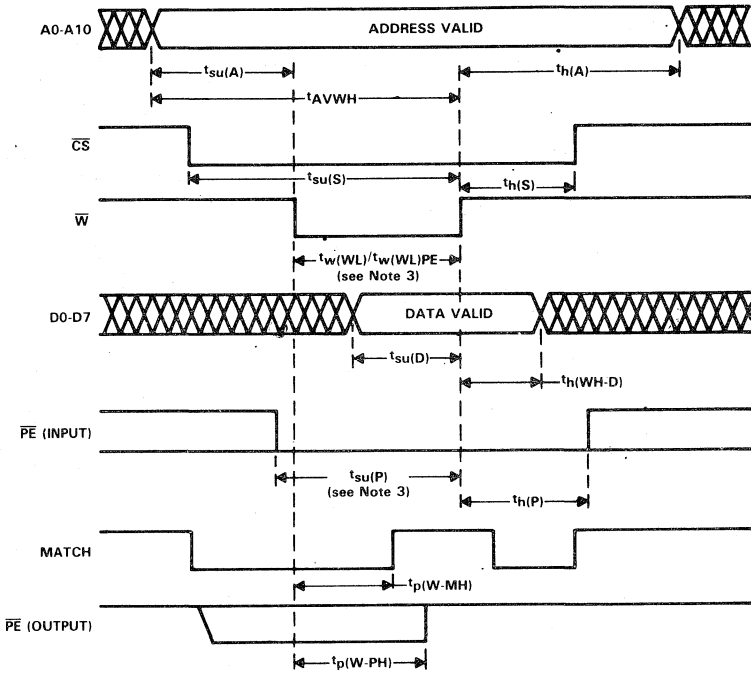 A0-A10
ADDRESS VALID
tsu(A)
th(A)
tAVWH
CS
tsu(S)
th(S)
W
tw(WL)/tw(WL)PE
(see Note 3)
D0-D7
DATA VALID
tsu(D)
th(WH-D)
PE (INPUT)
tsu(P)
(see Note 3)
th(P)
MATCH
tp(W-MH)
PE (OUTPUT)
tp(W-PH)